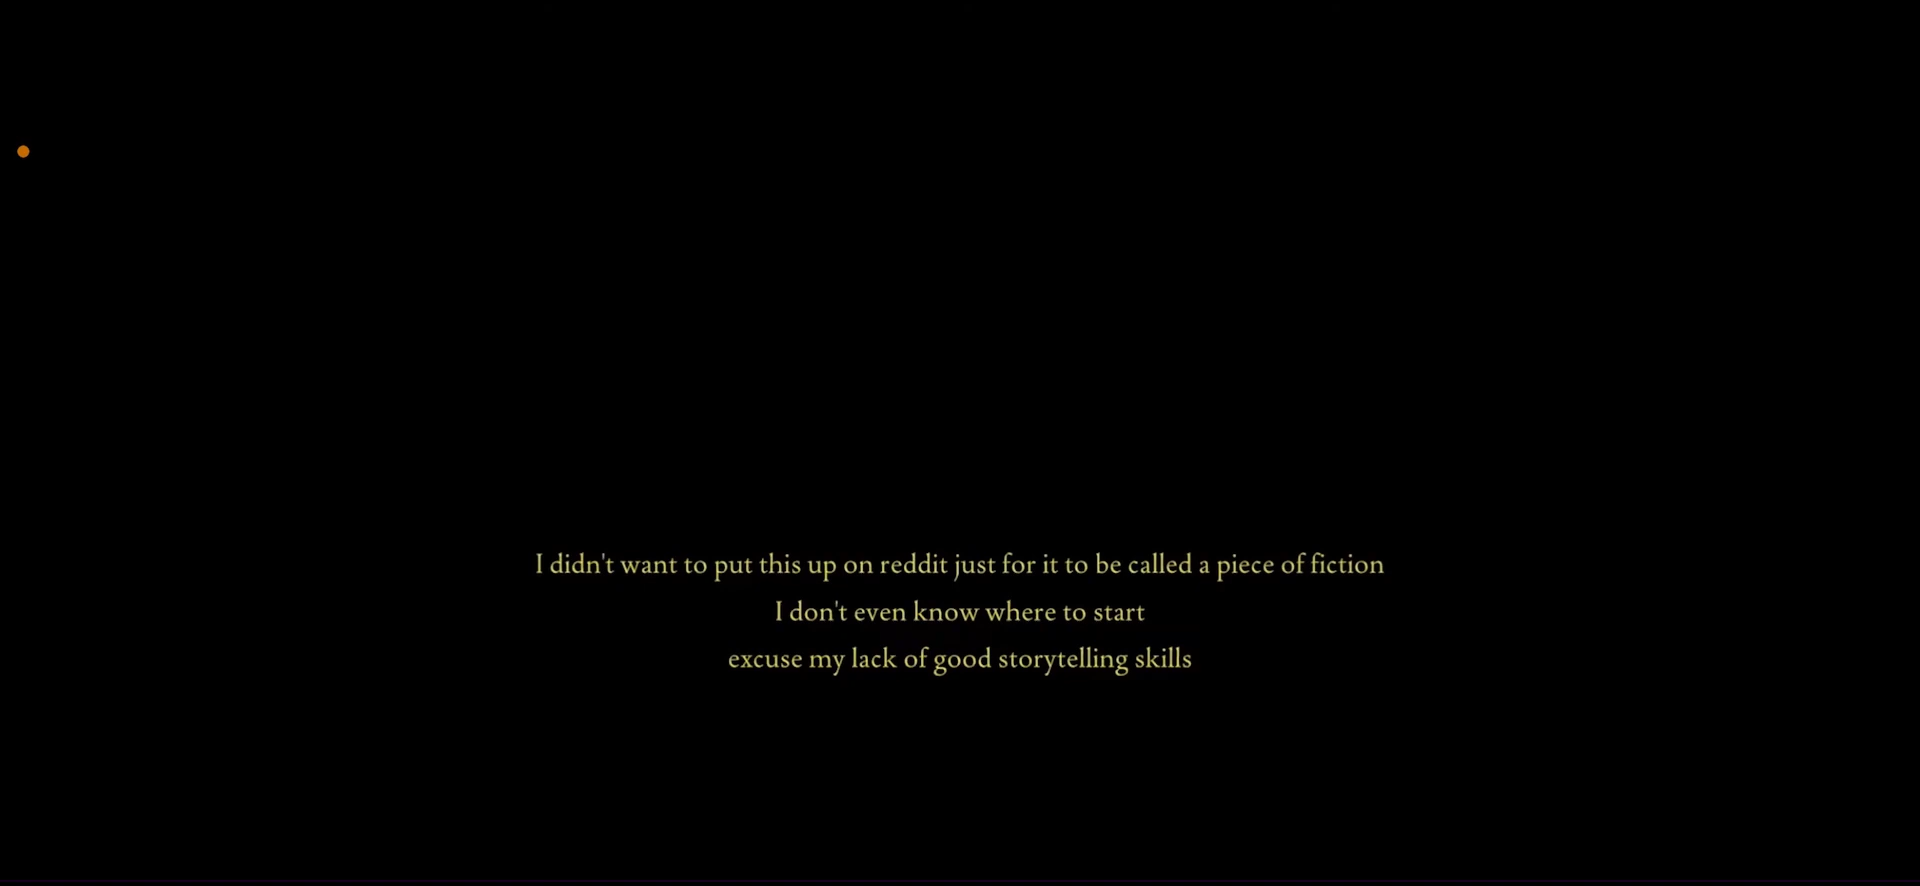 I didn't want to put this up on reddit just for it to be called a piece of fiction
I don't even know where to start
excuse my lack of good storytelling skills